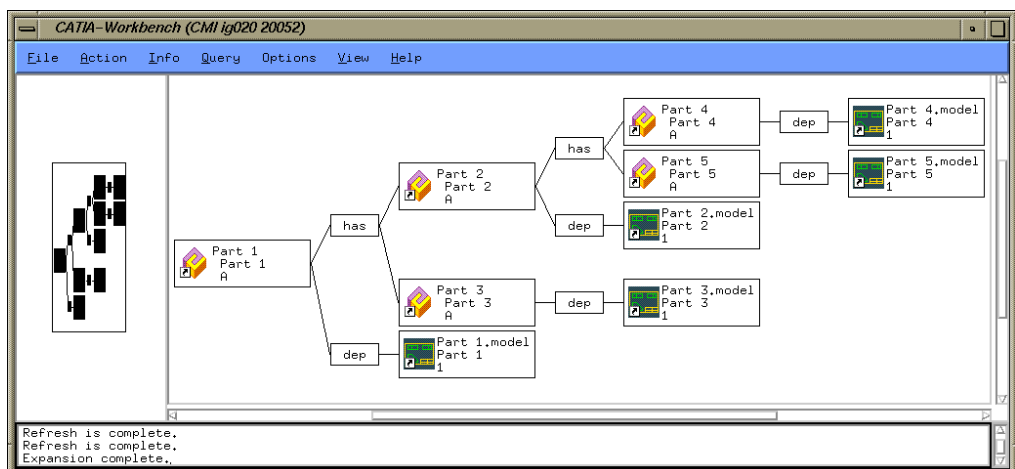 CATIA-Workbench (CMI ig020 20052)
File Action Info Query Options View Help
Part 1
Part 1
A
has
dep
Part 2
Part 2
A
Part 3
Part 3
A
Part 1.model
Part 1
1
has
dep
dep
Part 4
Part 4
A
Part 5
Part 5
A
Part 2.model
Part 2
1
Part 3.model
Part 3
1
dep
dep
Part 4.model
Part 4
1
Part 5.model
Part 5
1
Refresh is complete.
Refresh is complete.
Expansion complete.